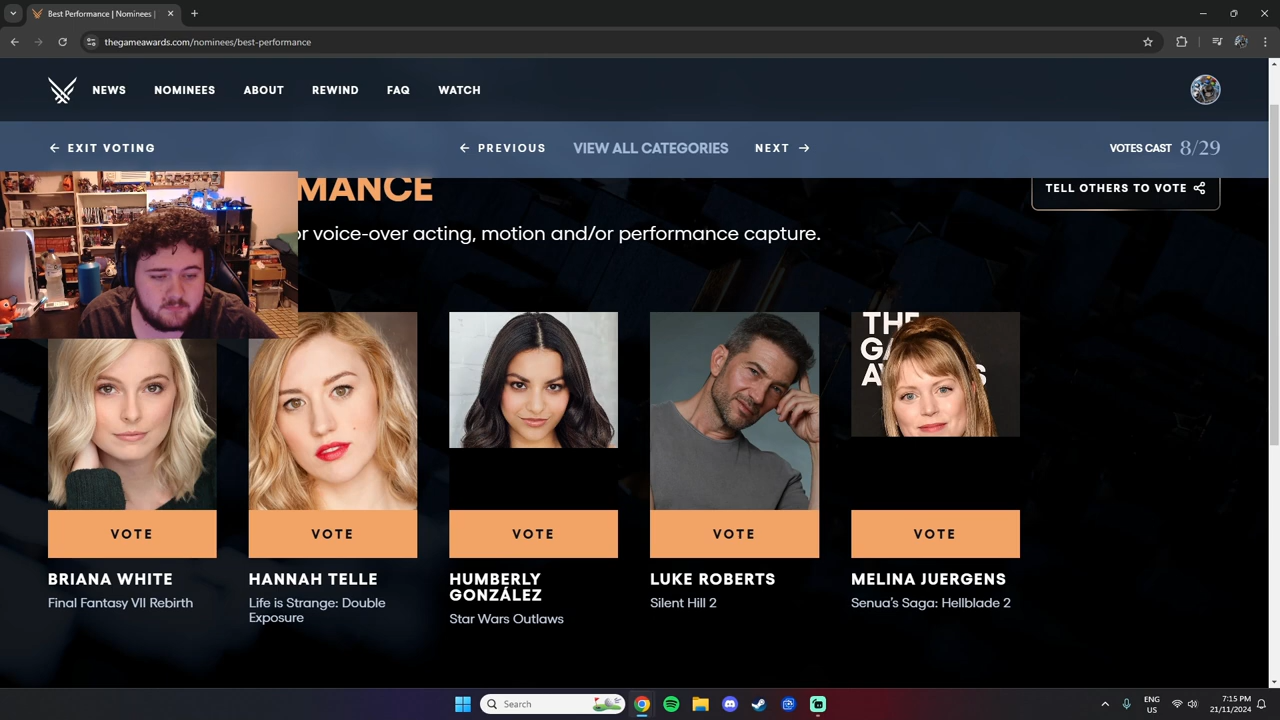 Best Performance | Nominees |
thegameawards.com/nominees/best-performance
NEWS
NOMINEES
ABOUT
REWIND
FAQ
WATCH
EXIT VOTING
PREVIOUS
VIEW ALL CATEGORIES
NEXT
VOTES CAST 8/29
MANCE
TELL OTHERS TO VOTE
voice-over acting, motion and/or performance capture.
THE
VOTE
VOTE
VOTE
VOTE
VOTE
BRIANA WHITE
Final Fantasy VII Rebirth
HANNAH TELLE
Life is Strange: Double
Exposure
HUMBERLY
GONZÁLEZ
Star Wars Outlaws
LUKE ROBERTS
Silent Hill 2
MELINA JUERGENS
Senua's Saga: Hellblade 2
Search
ENG
US
7:15 PM
21/11/2024